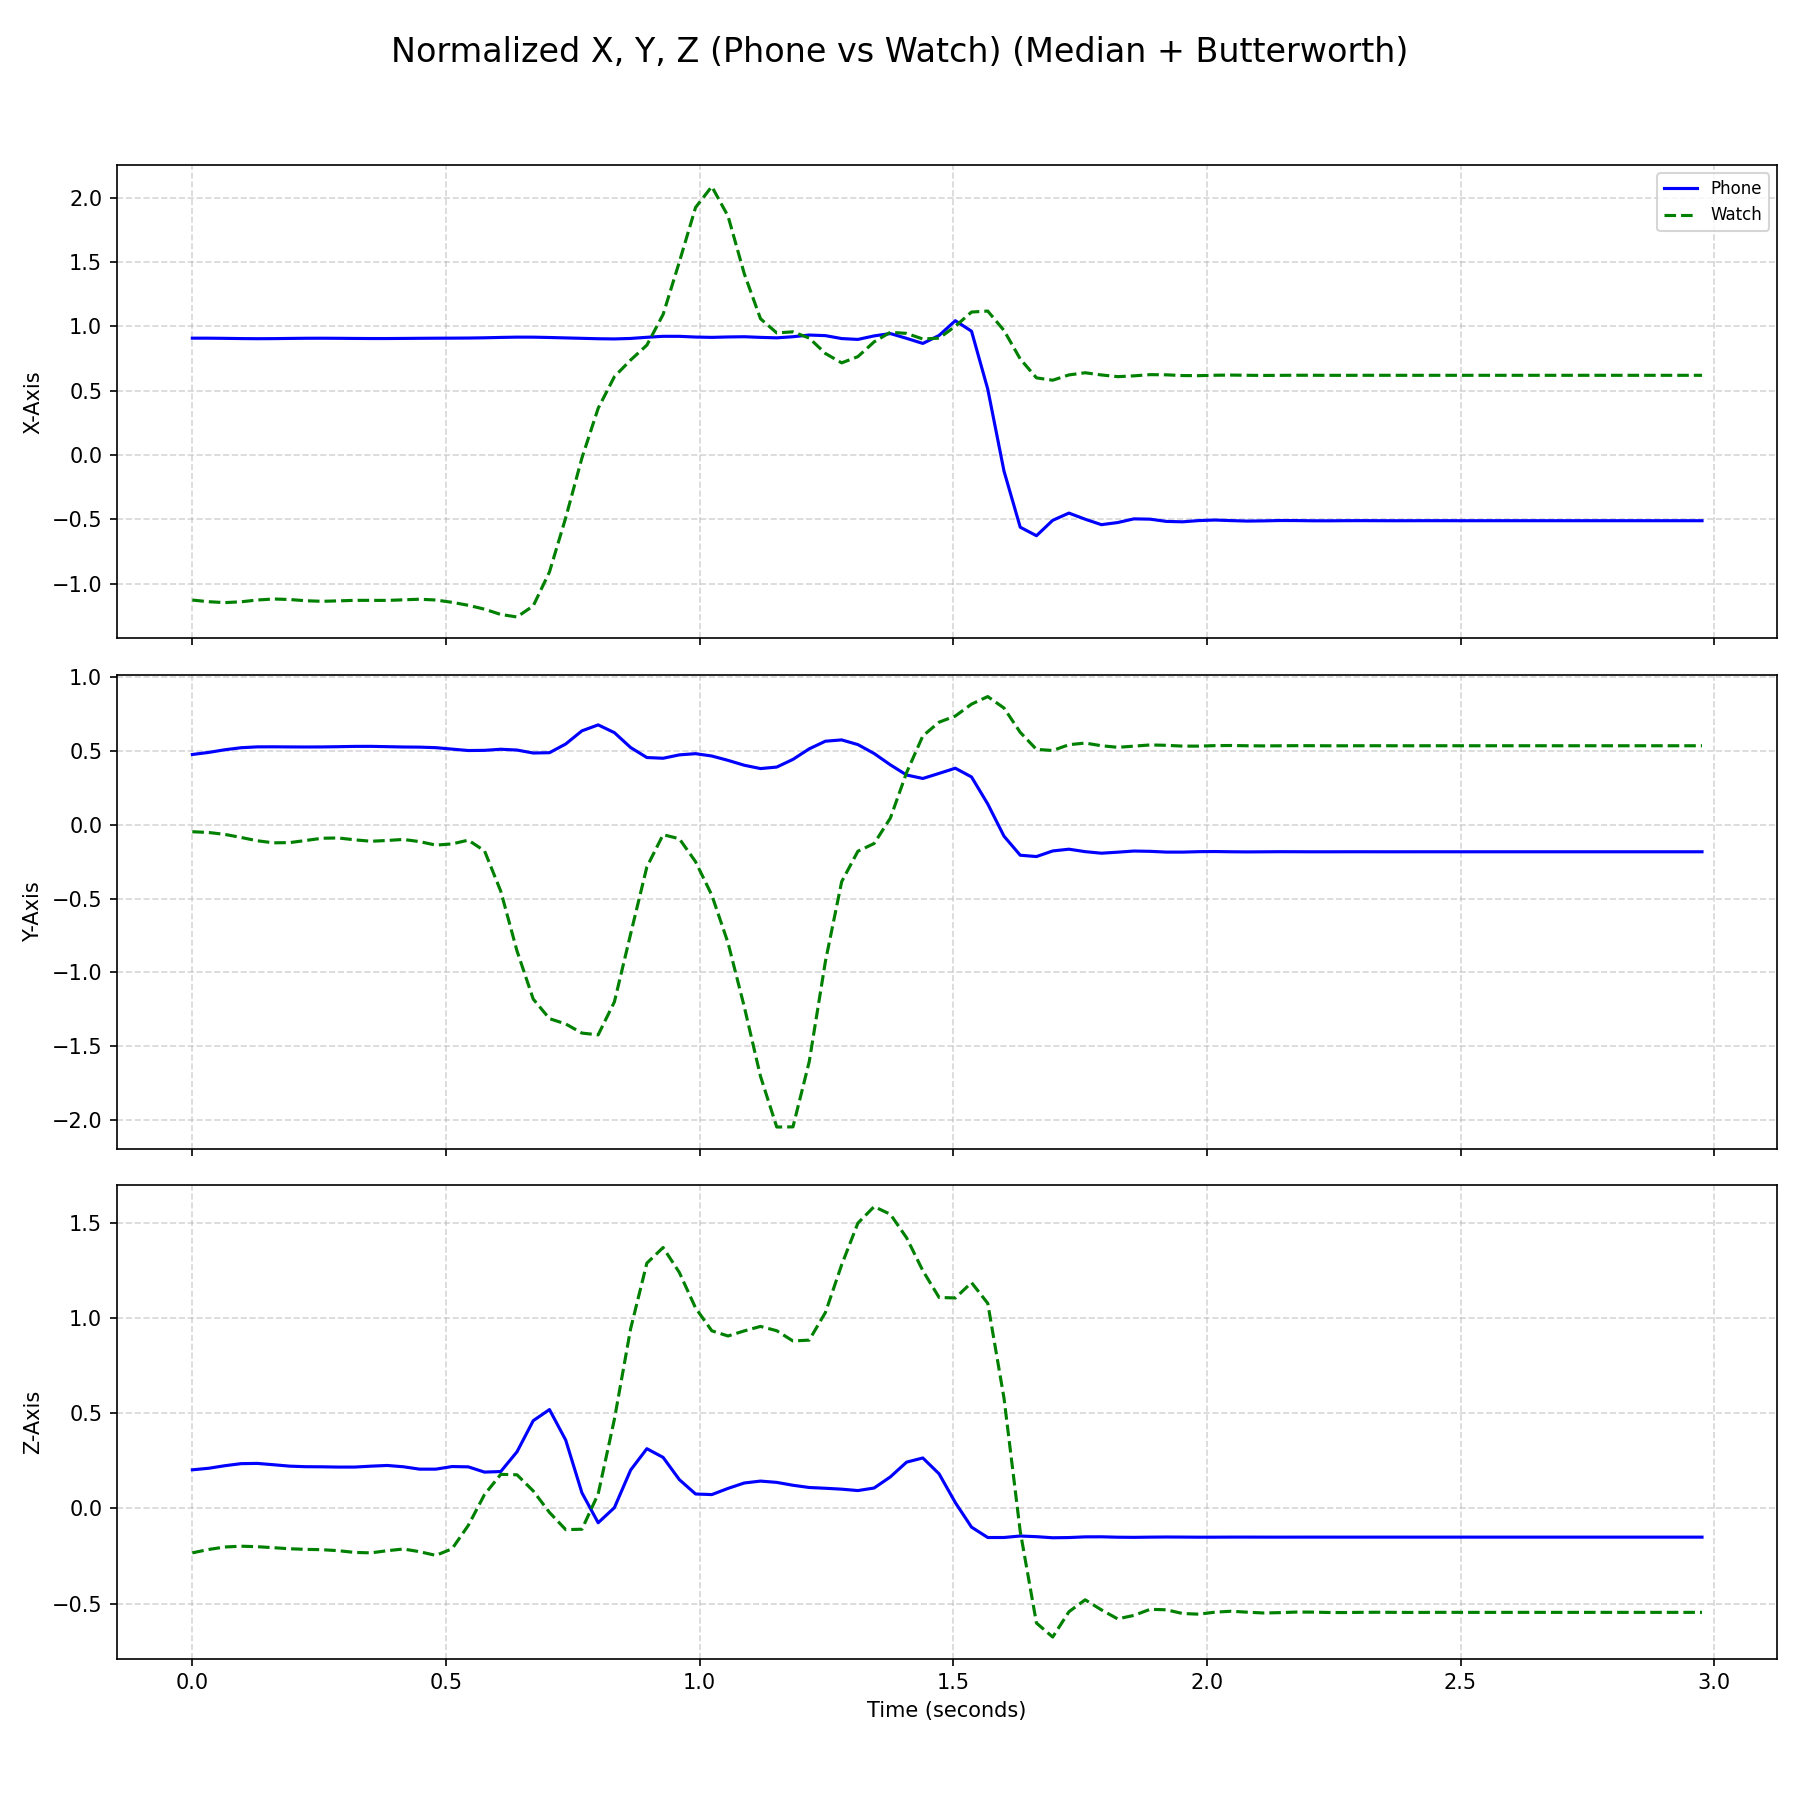 Normalized X, Y, Z (Phone vs Watch) (Median + Butterworth)
Phone
Watch
2.0
1.5
1.0
0.5
0.0
−0.5
−1.0
X-Axis
1.0
0.5
0.0
−0.5
−1.0
−1.5
−2.0
Y-Axis
1.5
1.0
0.5
0.0
−0.5
Z-Axis
0.0 0.5 1.0 1.5 2.0 2.5 3.0
Time (seconds)